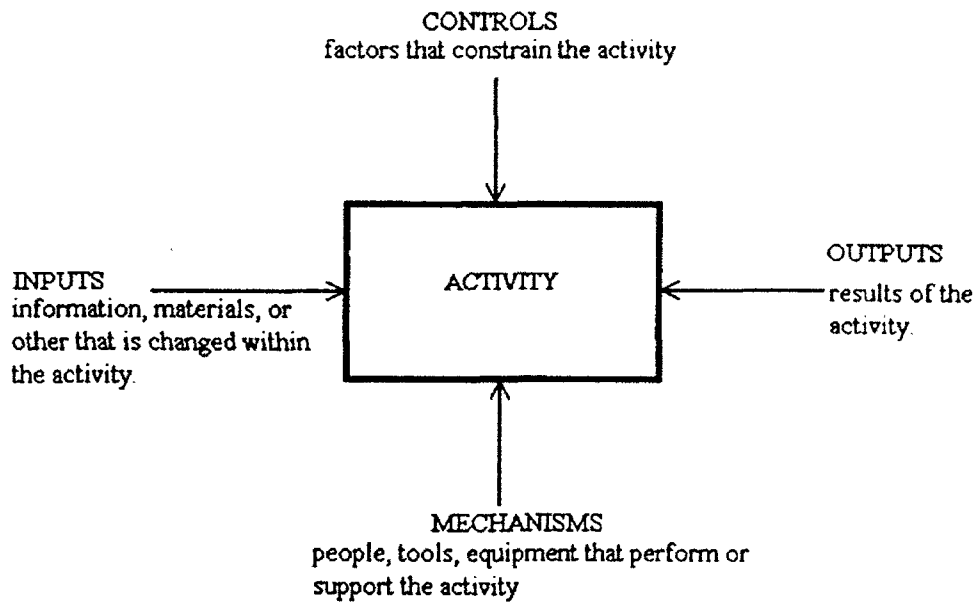 CONTROLS
factors that constrain the activity
INPUTS
information, materials, or
other that is changed within
the activity.
ACTIVITY
OUTPUTS
results of the
activity.
MECHANISMS
people, tools, equipment that perform or
support the activity